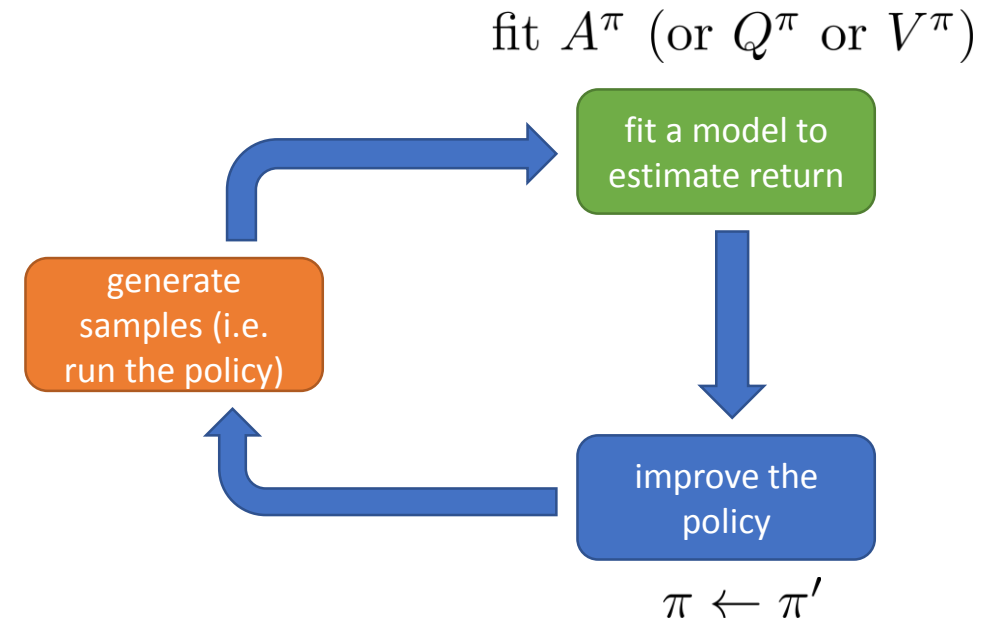 fit A^π (or Q^π or V^π)
fit a model to
estimate return
generate
samples (i.e.
run the policy)
improve the
policy
π ← π′